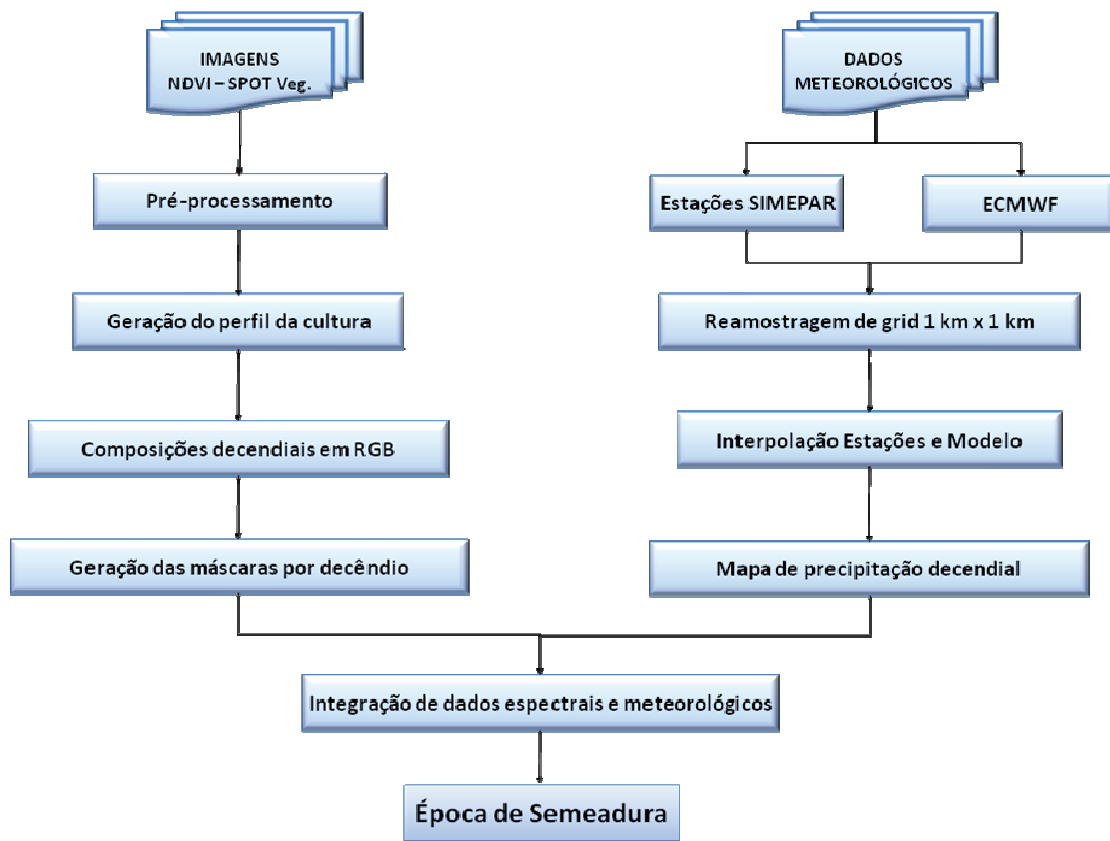 IMAGENS
NDVI – SPOT Veg.
DADOS
METEOROLÓGICOS
Pré-processamento
Estações SIMEPAR
ECMWF
Geração do perfil da cultura
Reamostragem de grid 1 km x 1 km
Composições decendiais em RGB
Interpolação Estações e Modelo
Geração das máscaras por decêndio
Mapa de precipitação decendial
Integração de dados espectrais e meteorológicos
Época de Semeadura